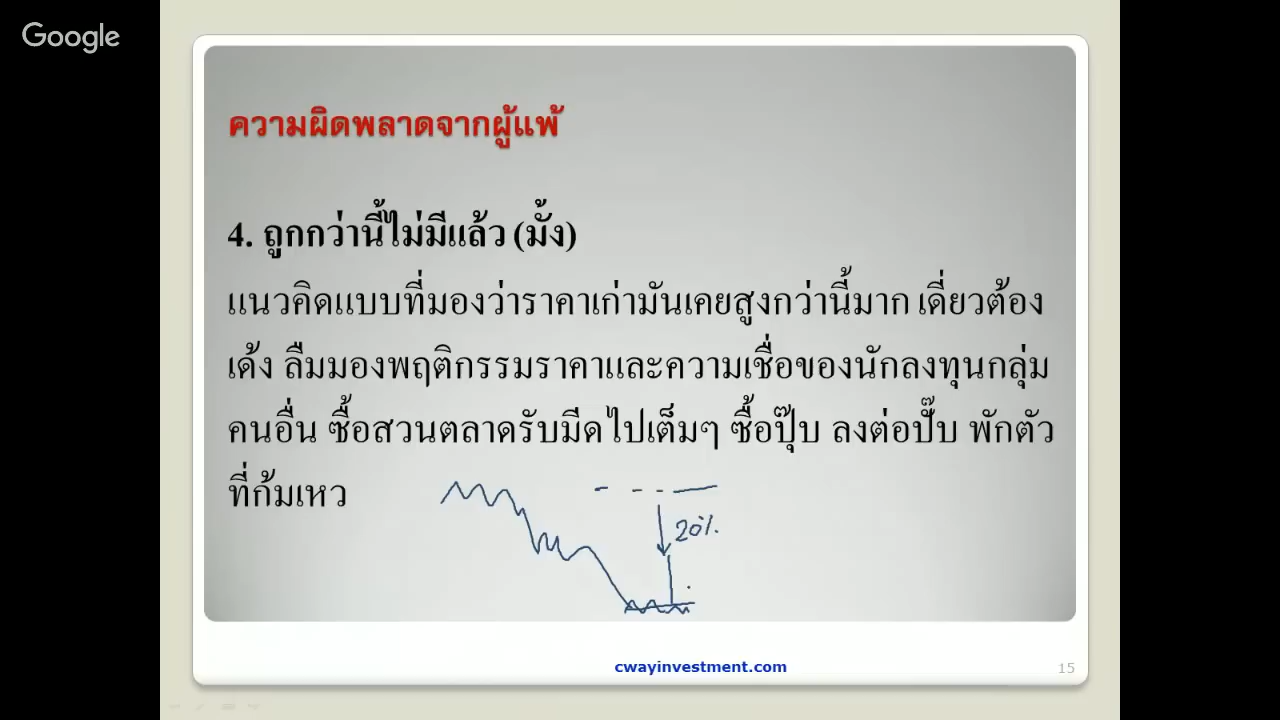 Google
ความผิดพลาดจากผู้แพ้
4. ถูกกว่านี้ไม่มีแล้ว (มั้ง)
แนวคิดแบบที่มองว่าราคาเก่ามันเคยสูงกว่านี้มาก เดี่ยวต้อง
เด้ง ลืมมองพฤติกรรมราคาและความเชื่อของนักลงทุนกลุ่ม
คนอื่น ซื้อสวนตลาดรับมีดไปเต็มๆ ซื้อปุ๊บ ลงต่อปั๊บ พักตัว
ที่ก้มเหว
20%
cwayinvestment.com
15